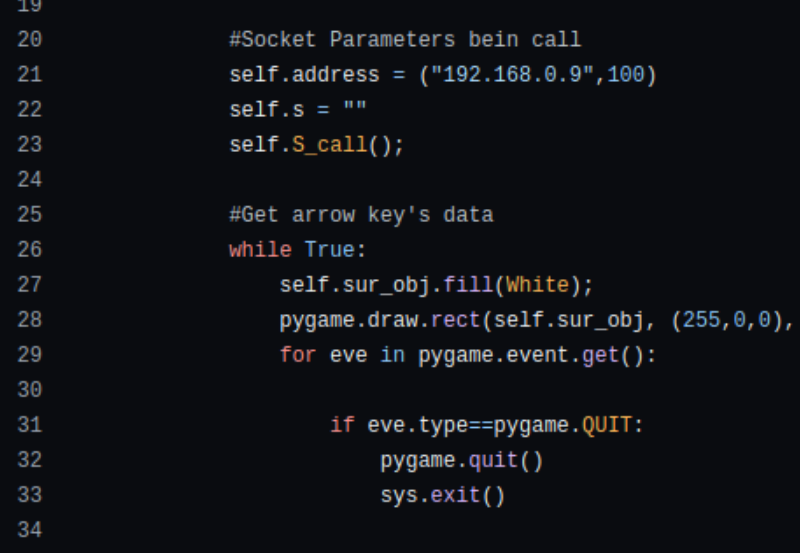 19
20 #Socket Parameters bein call
21 self.address = ("192.168.0.9",100)
22 self.s = ""
23 self.S_call();
24
25 #Get arrow key's data
26 while True:
27 self.sur_obj.fill(White);
28 pygame.draw.rect(self.sur_obj, (255,0,0),
29 for eve in pygame.event.get():
30
31 if eve.type==pygame.QUIT:
32 pygame.quit()
33 sys.exit()
34